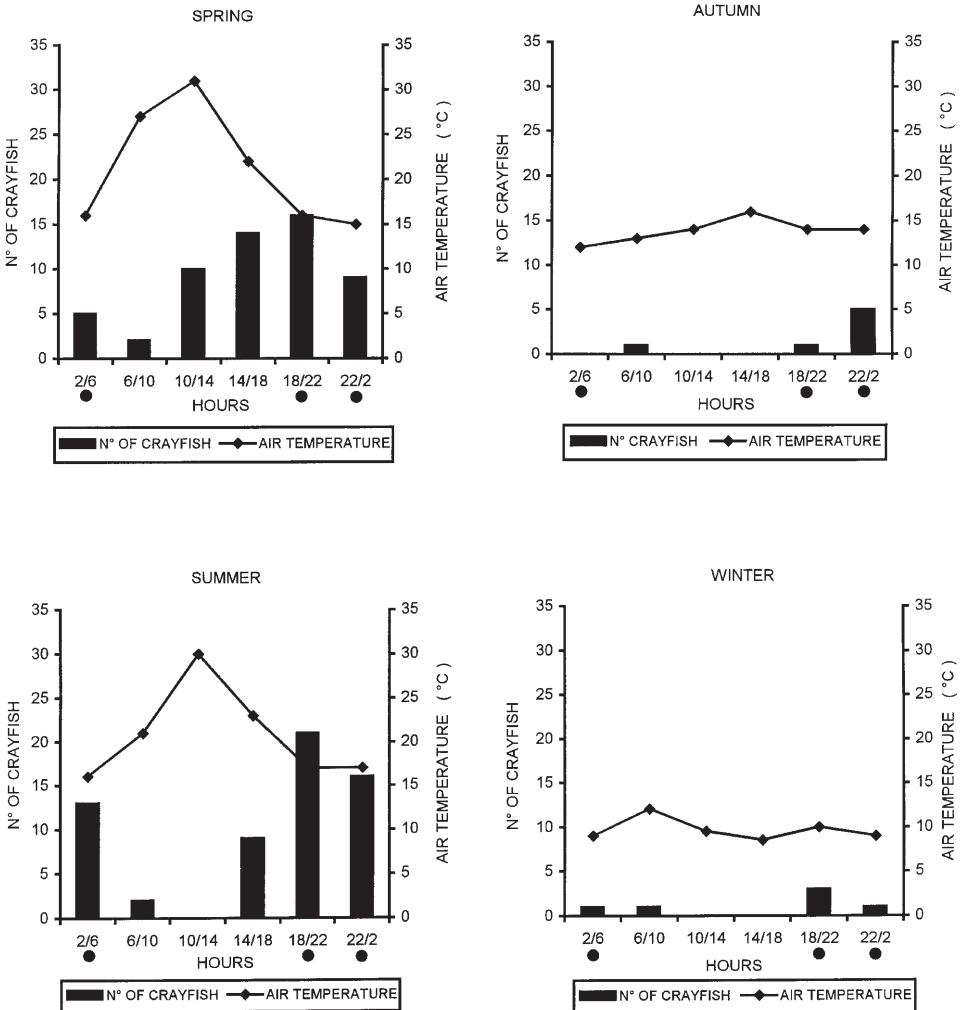 SPRING
35 35
30 30
25 25
20 20
15 15
10 10
5 5
0 0
N° OF CRAYFISH
AIR TEMPERATURE ( °C )
2/6 6/10 10/14 14/18 18/22 22/2
HOURS
N° OF CRAYFISH AIR TEMPERATURE
AUTUMN
35 35
30 30
25 25
20 20
15 15
10 10
5 5
0 0
N° OF CRAYFISH
AIR TEMPERATURE ( °C )
2/6 6/10 10/14 14/18 18/22 22/2
HOURS
N° CRAYFISH AIR TEMPERATURE
SUMMER
35 35
30 30
25 25
20 20
15 15
10 10
5 5
0 0
N° OF CRAYFISH
AIR TEMPERATURE ( °C )
2/6 6/10 10/14 14/18 18/22 22/2
HOURS
N° OF CRAYFISH AIR TEMPERATURE
WINTER
35 35
30 30
25 25
20 20
15 15
10 10
5 5
0 0
N° OF CRAYFISH
AIR TEMPERATURE ( °C )
2/6 6/10 10/14 14/18 18/22 22/2
HOURS
N° OF CRAYFISH AIR TEMPERATURE